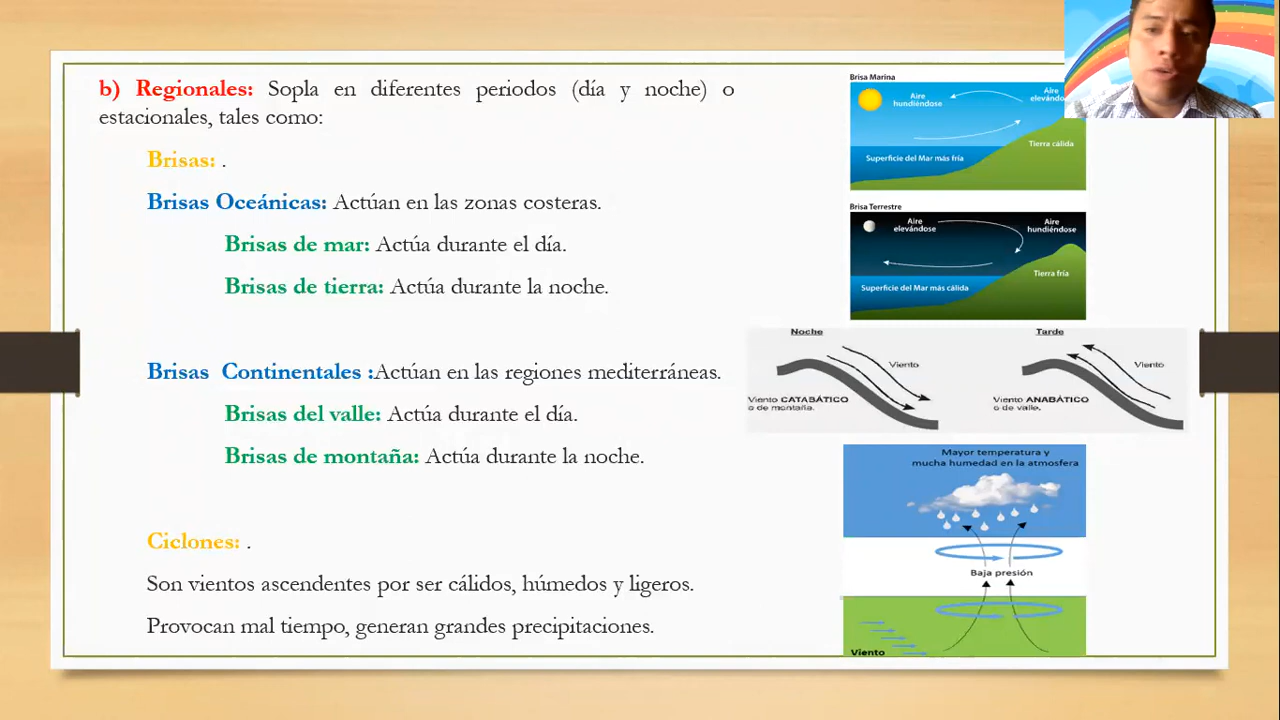 b) Regionales: Sopla en diferentes periodos (día y noche) o
estacionales, tales como:
Brisas: .
Brisas Oceánicas: Actúan en las zonas costeras.
Brisas de mar: Actúa durante el día.
Brisas de tierra: Actúa durante la noche.
Brisas Continentales :Actúan en las regiones mediterráneas.
Brisas del valle: Actúa durante el día.
Brisas de montaña: Actúa durante la noche.
Ciclones: .
Son vientos ascendentes por ser cálidos, húmedos y ligeros.
Provocan mal tiempo, generan grandes precipitaciones.
Brisa Marina
Aire
hundiéndose
Aire
Tierra cálida
Superficie del Mar más fría
Brisa Terrestre
Aire
elevándose
Aire
hundiéndose
Tierra fría
Superficie del Mar más cálida
Noche
Viento
Viento CATABÁTICO
o de montaña.
Tarde
Viento
Viento ANABÁTICO
o de valle.
Mayor temperatura y
mucha humedad en la atmosfera
Baja presión
Viento